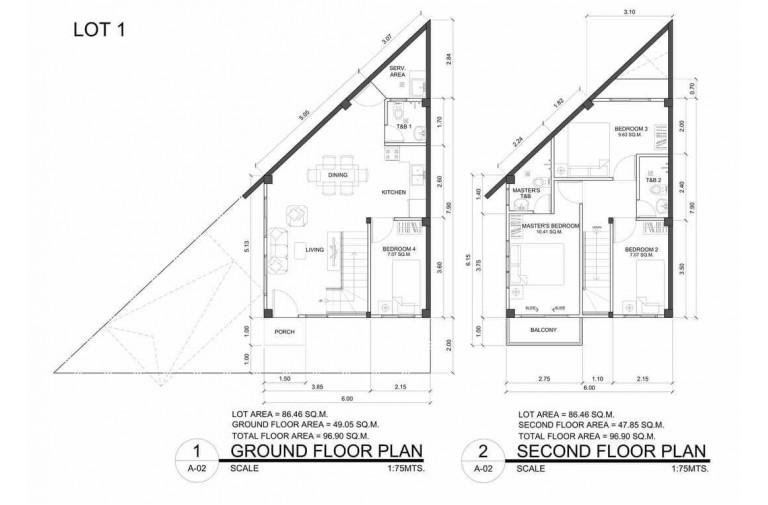 LOT 1
3.07
2.84
SERV.
AREA
5.05
T&B 1
1.70
DINING
KITCHEN
2.60
7.90
5.13
LIVING
BEDROOM 4
7.07 SQ.M.
3.60
PORCH
1.00
1.00
2.00
1.50
3.85
2.15
6.00
LOT AREA = 86.46 SQ.M.
GROUND FLOOR AREA = 49.05 SQ.M.
TOTAL FLOOR AREA = 96.90 SQ.M.
1
A-02
GROUND FLOOR PLAN
SCALE
1:75MTS.
3.10
0.70
1.82
2.24
BEDROOM 3
9.63 SQ.M.
2.00
T&B 2
MASTER'S
T&B
2.40
1.40
7.90
MASTER'S BEDROOM
10.41 SQ.M.
DOWN
BEDROOM 2
7.07 SQ.M.
6.15
3.75
3.50
SLIDE
SLIDE
BALCONY
1.00
2.75
1.10
2.15
6.00
LOT AREA = 86.46 SQ.M.
SECOND FLOOR AREA = 47.85 SQ.M.
TOTAL FLOOR AREA = 96.90 SQ.M.
2
A-02
SECOND FLOOR PLAN
SCALE
1:75MTS.